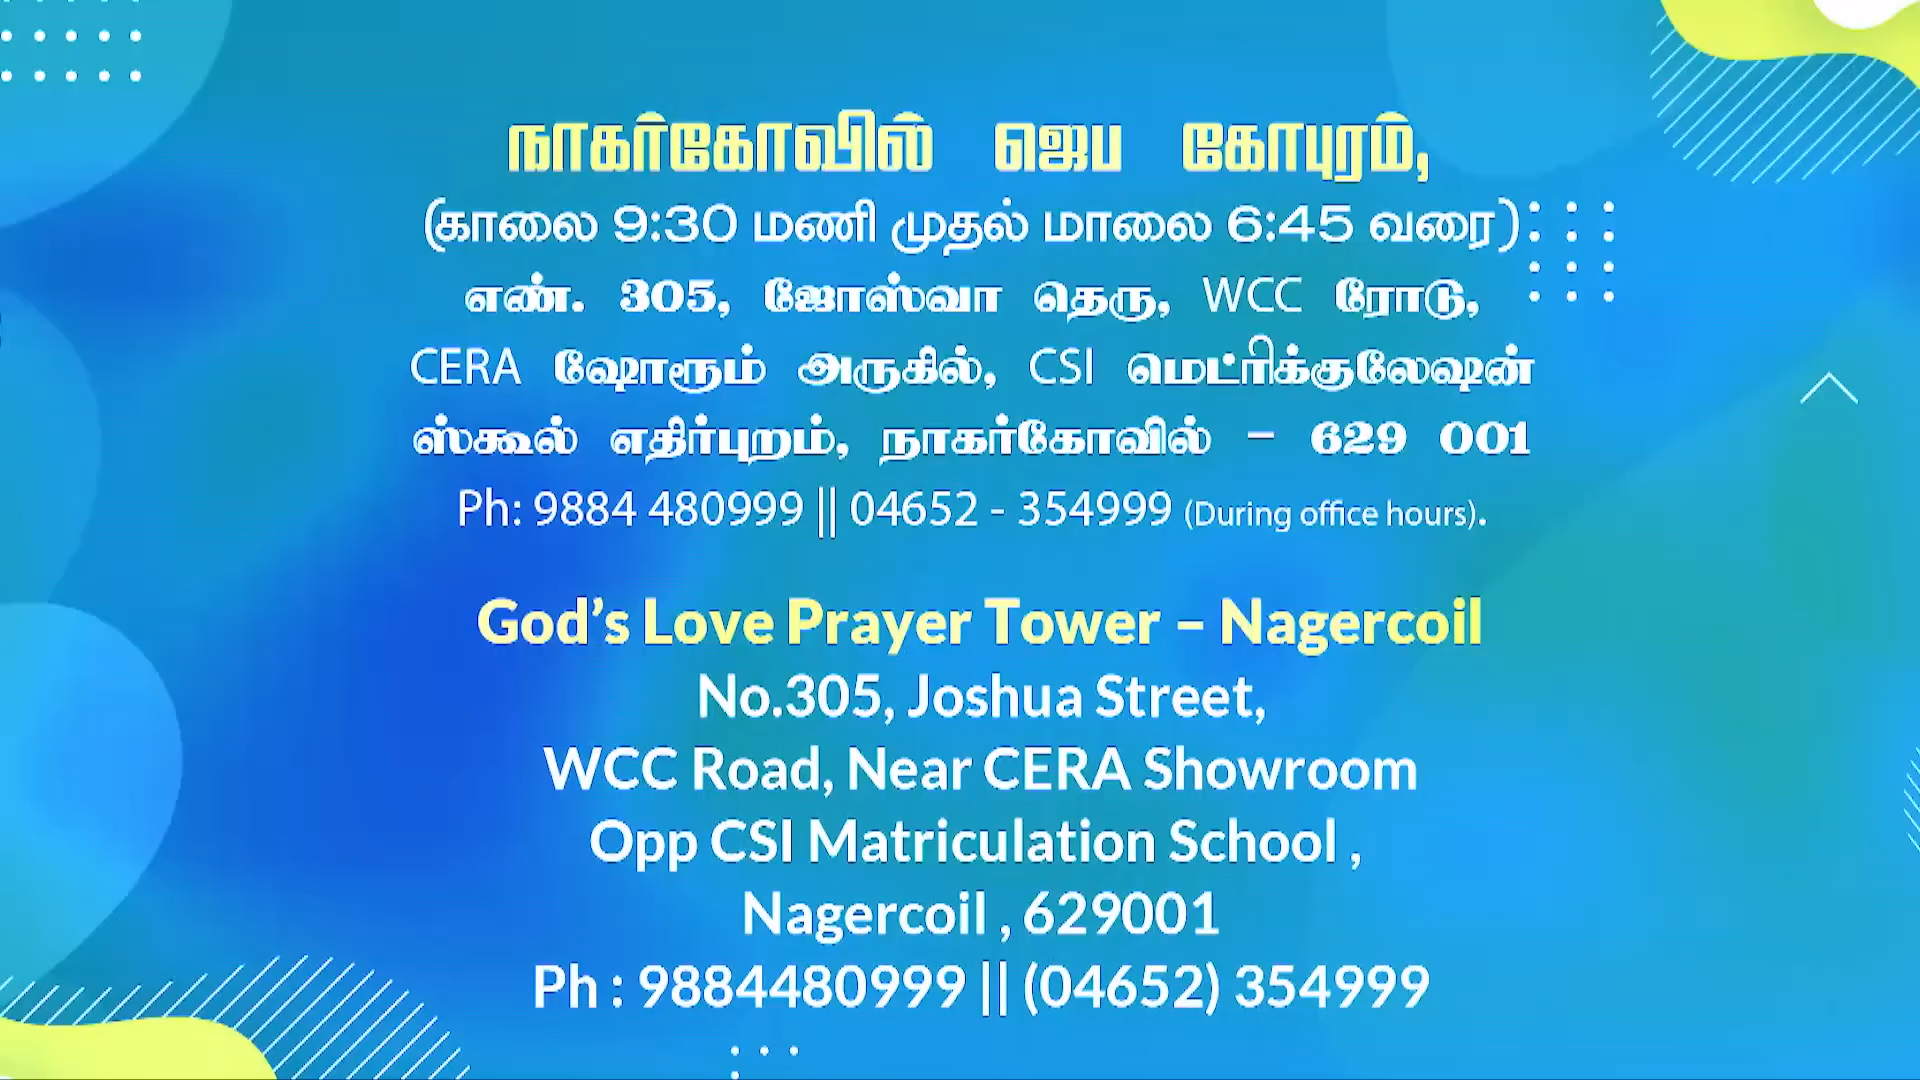 நாகர்கோவில் ஜெப கோபுரம்,
(காலை 9:30 மணி முதல் மாலை 6:45 வரை)
எண். 305, ஜோஸ்வா தெரு, WCC ரோடு,
CERA ஷோரூம் அருகில், CSI மெட்ரிக்குலேஷன்
ஸ்கூல் எதிர்புறம், நாகர்கோவில் – 629 001
Ph: 9884 480999 || 04652 - 354999 (During office hours).
God’s Love Prayer Tower – Nagercoil
No.305, Joshua Street,
WCC Road, Near CERA Showroom
Opp CSI Matriculation School ,
Nagercoil , 629001
Ph : 9884480999 || (04652) 354999